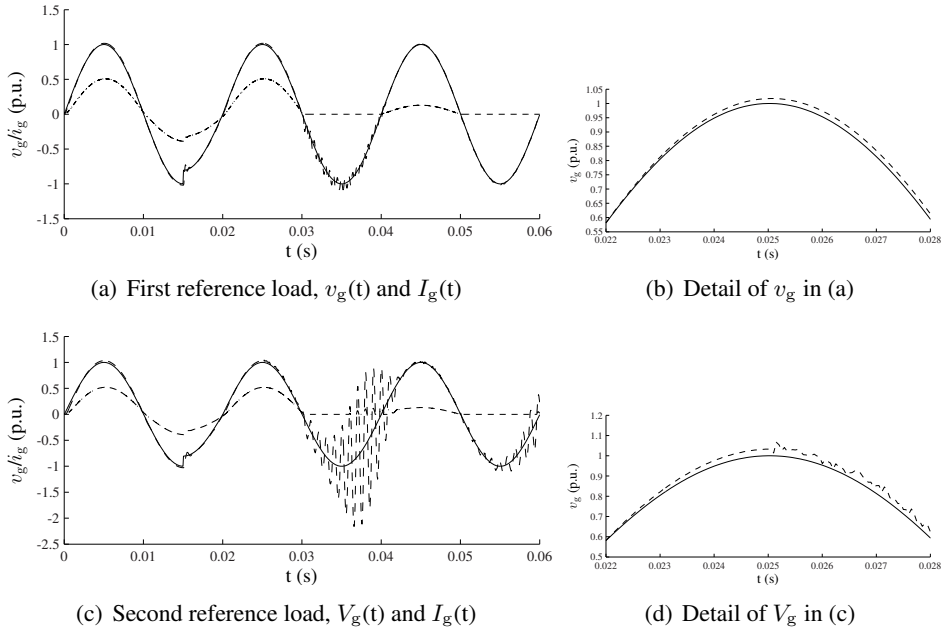 1.5
1
0.5
0
-0.5
-1
-1.5
v_g/i_g (p.u.)
0 0.01 0.02 0.03 0.04 0.05 0.06
t (s)
(a) First reference load, v_g(t) and I_g(t)
1.05
1
0.95
0.9
0.85
0.8
0.75
0.7
0.65
0.6
0.55
v_g (p.u.)
0.022 0.023 0.024 0.025 0.026 0.027 0.028
t (s)
(b) Detail of v_g in (a)
1.5
1
0.5
0
-0.5
-1
-1.5
-2
-2.5
v_g/i_g (p.u.)
0 0.01 0.02 0.03 0.04 0.05 0.06
t (s)
(c) Second reference load, V_g(t) and I_g(t)
1.2
1.1
1
0.9
0.8
0.7
0.6
0.5
v_g (p.u.)
0.022 0.023 0.024 0.025 0.026 0.027 0.028
t (s)
(d) Detail of V_g in (c)